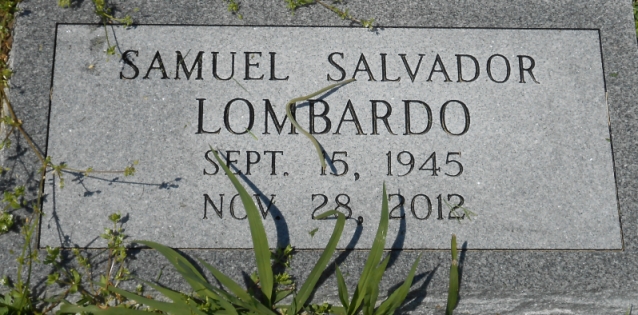 SAMUEL SALVADOR
LOMBARDO
SEPT. 15, 1945
NOV. 28, 2012